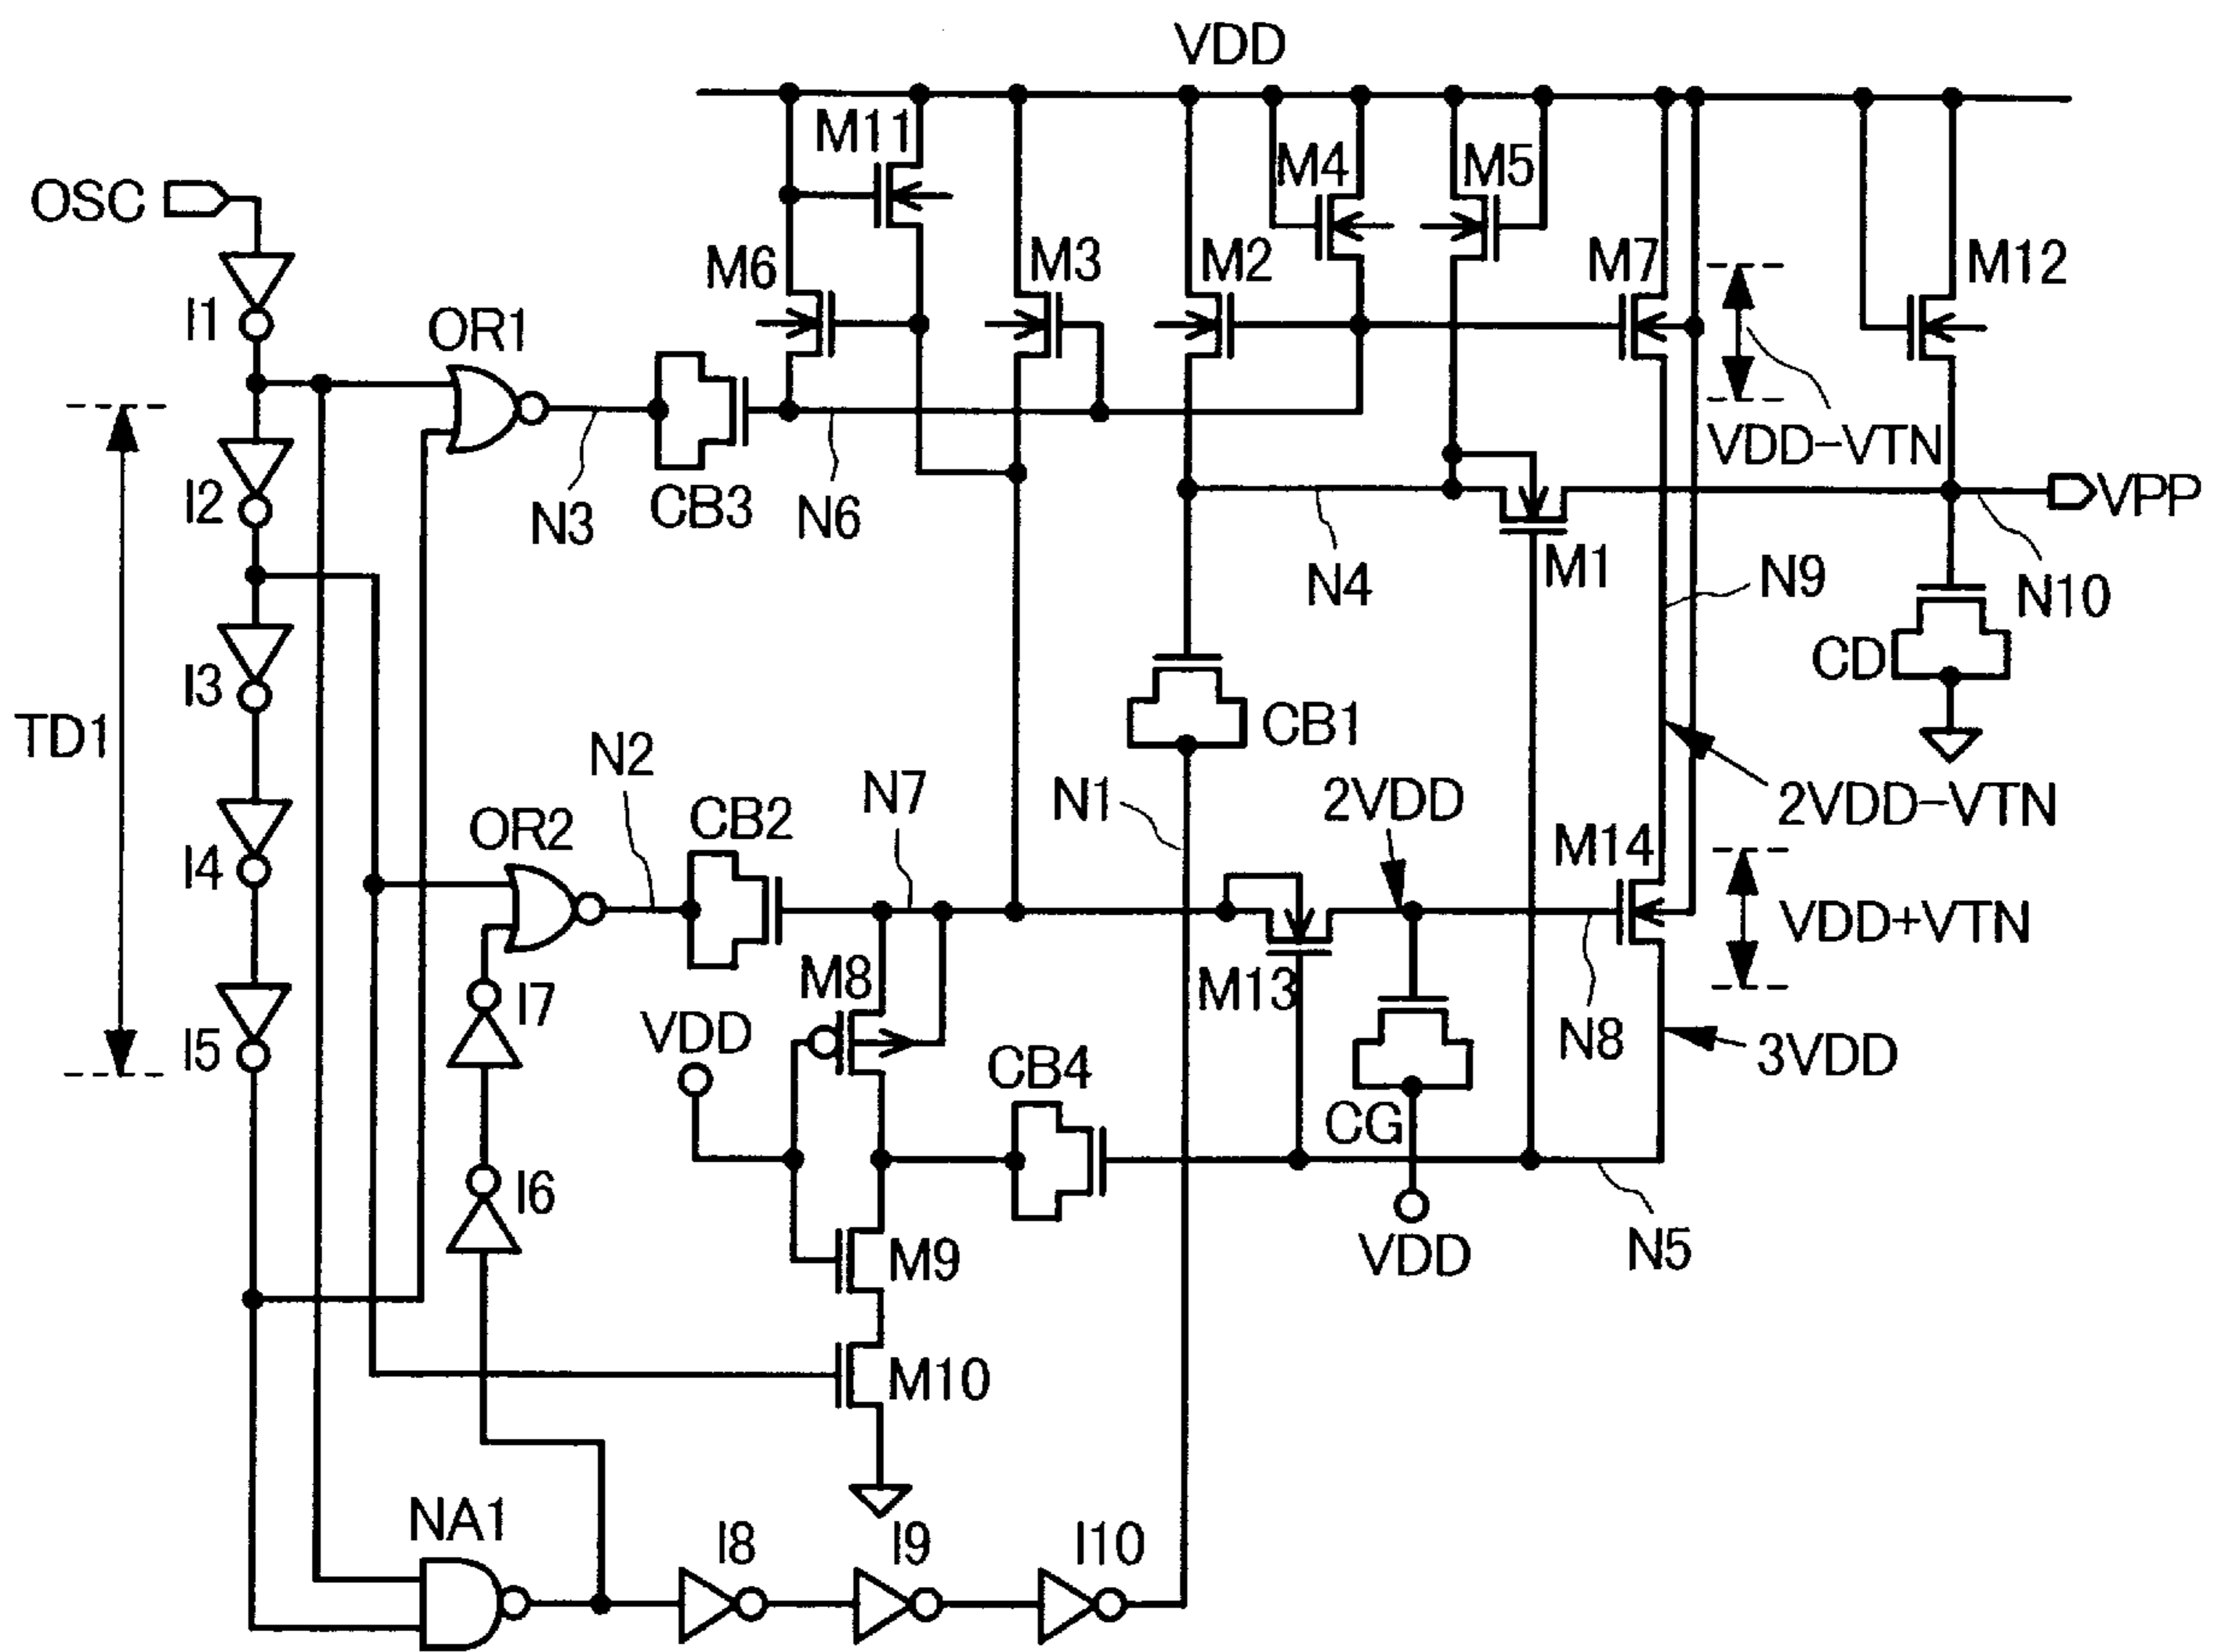 VDD
M11
OSC
M4
M5
M6
M3
M2
M7
M12
I1
OR1
VDD-VTN
I2
N3
CB3
N6
N4
M1
VPP
N9
N10
I3
CD
TD1
N2
CB2
N7
N1
CB1
2VDD
2VDD-VTN
I4
OR2
M14
VDD+VTN
M8
M13
I5
I7
VDD
CB4
N8
3VDD
CG
I6
VDD
N5
M9
M10
NA1
I8
I9
I10